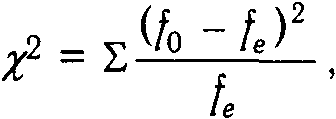 χ² = Σ (f₀ − fₑ)² / fₑ ,